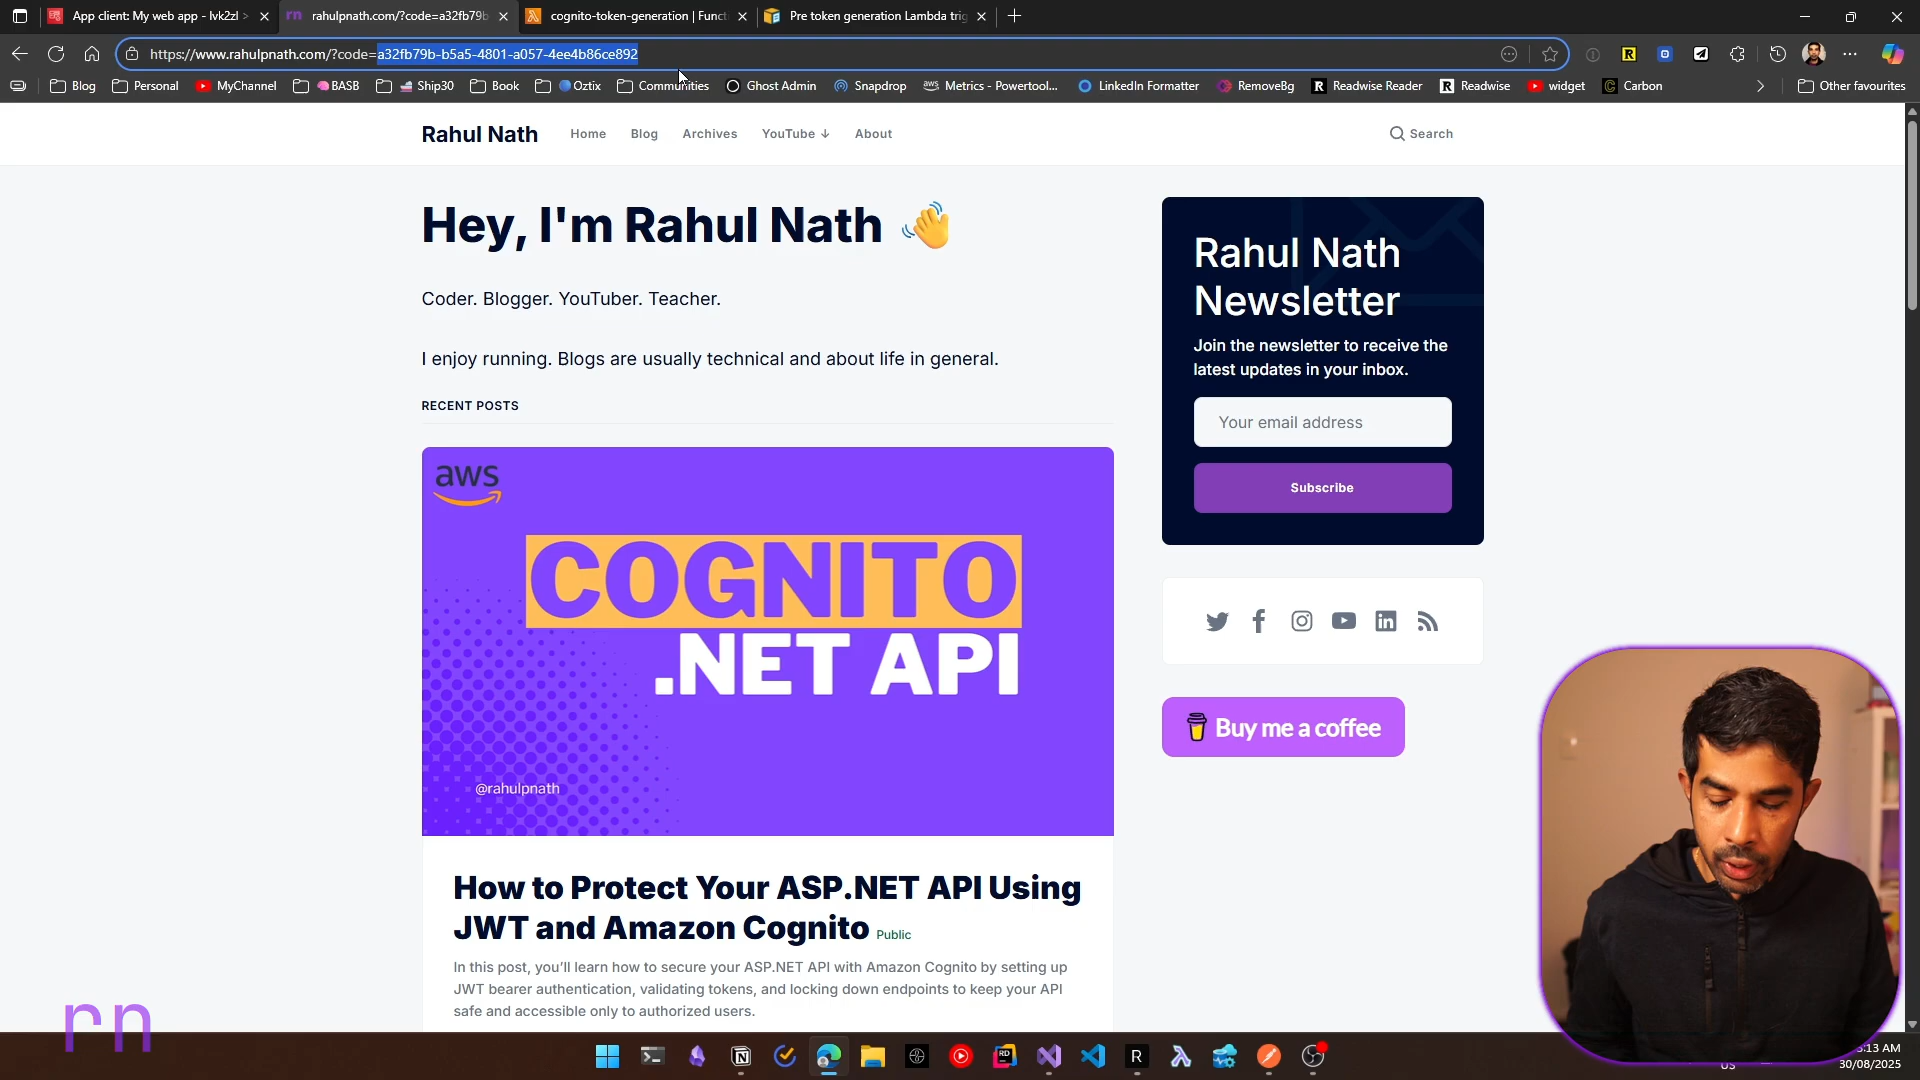 App client: My web app - lvk2zl >
rahulpnath.com/?code=a32fb79b
cognito-token-generation | Funct
Pre token generation Lambda trig
https://www.rahulpnath.com/?code=a32fb79b-b5a5-4801-a057-4ee4b86ce892
Blog
Personal
MyChannel
BASB
Ship30
Book
Oztix
Communities
Ghost Admin
Snapdrop
Metrics - Powertool...
LinkedIn Formatter
RemoveBg
Readwise Reader
Readwise
widget
Carbon
Other favourites
Rahul Nath
Home
Blog
Archives
YouTube ↓
About
Search
Hey, I'm Rahul Nath 👋
Coder. Blogger. YouTuber. Teacher.
I enjoy running. Blogs are usually technical and about life in general.
RECENT POSTS
aws
COGNITO
.NET API
@rahulpnath
How to Protect Your ASP.NET API Using
JWT and Amazon Cognito Public
In this post, you'll learn how to secure your ASP.NET API with Amazon Cognito by setting up
JWT bearer authentication, validating tokens, and locking down endpoints to keep your API
safe and accessible only to authorized users.
Rahul Nath
Newsletter
Join the newsletter to receive the
latest updates in your inbox.
Your email address
Subscribe
Buy me a coffee
rn
:13 AM
US
30/08/2025